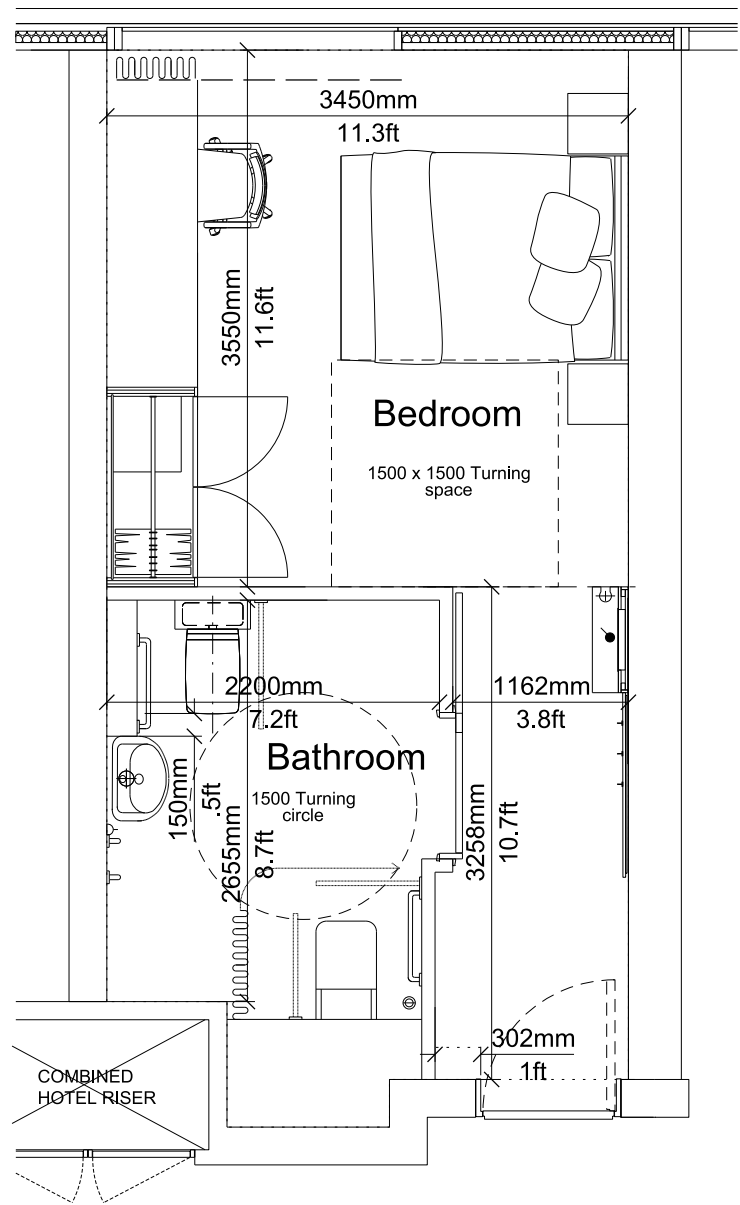 3450mm
11.3ft
3550mm
11.6ft
Bedroom
1500 x 1500 Turning
space
2200mm
7.2ft
1162mm
3.8ft
Bathroom
1500 Turning
circle
150mm
.5ft
2655mm
8.7ft
3258mm
10.7ft
302mm
1ft
COMBINED
HOTEL RISER